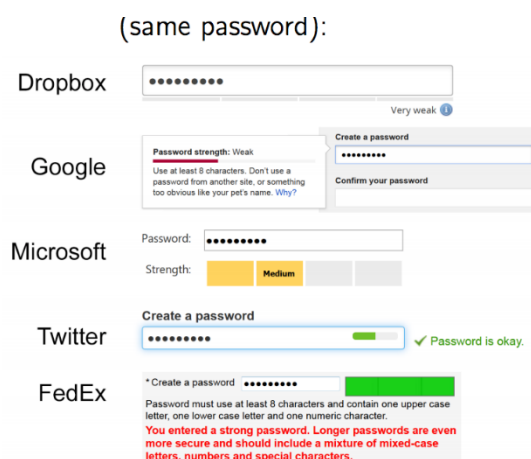 (same password):
Dropbox
●●●●●●●●●
Very weak
Google
Password strength: Weak
Use at least 8 characters. Don't use a
password from another site, or something
too obvious like your pet's name. Why?
Create a password
●●●●●●●●●
Confirm your password
Microsoft
Password: ●●●●●●●●●
Strength: Medium
Twitter
Create a password
●●●●●●●●●
✓ Password is okay.
FedEx
* Create a password ●●●●●●●●●
Password must use at least 8 characters and contain one upper case
letter, one lower case letter and one numeric character.
You entered a strong password. Longer passwords are even
more secure and should include a mixture of mixed-case
letters, numbers and special characters.